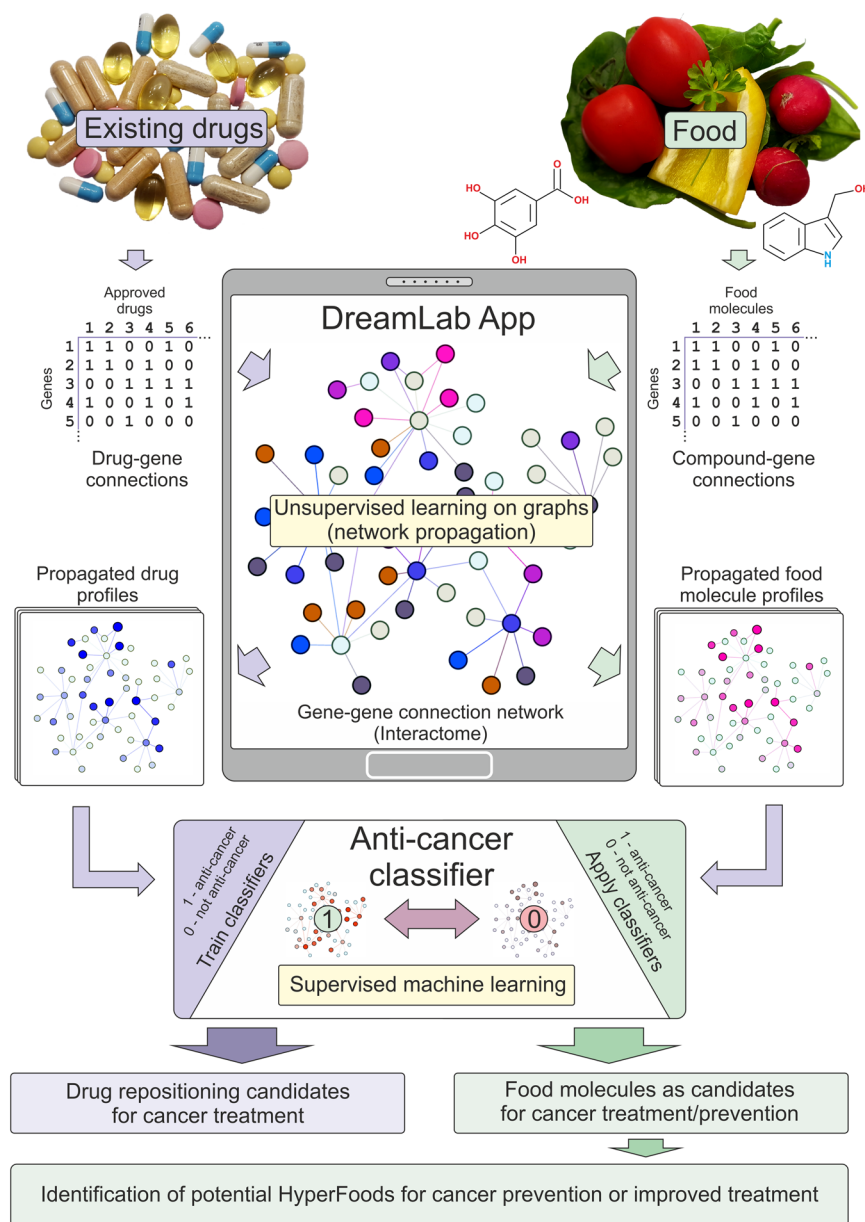 Existing drugs
Food
O
HO
OH
HO
OH
OH
N
H
Approved
drugs
1 2 3 4 5 6
Genes
1 1 1 0 0 1 0
2 1 1 0 1 0 0
3 0 0 1 1 1 1
4 1 0 0 1 0 1
5 0 0 1 0 0 0
Drug-gene
connections
Food
molecules
1 2 3 4 5 6
Genes
1 1 1 0 0 1 0
2 1 1 0 1 0 0
3 0 0 1 1 1 1
4 1 0 0 1 0 1
5 0 0 1 0 0 0
Compound-gene
connections
DreamLab App
Unsupervised learning on graphs
(network propagation)
Gene-gene connection network
(Interactome)
Propagated drug
profiles
Propagated food
molecule profiles
Anti-cancer
classifier
1 - anti-cancer
0 - not anti-cancer
Train classifiers
1 - anti-cancer
0 - not anti-cancer
Apply classifiers
1
0
Supervised machine learning
Drug repositioning candidates
for cancer treatment
Food molecules as candidates
for cancer treatment/prevention
Identification of potential HyperFoods for cancer prevention or improved treatment